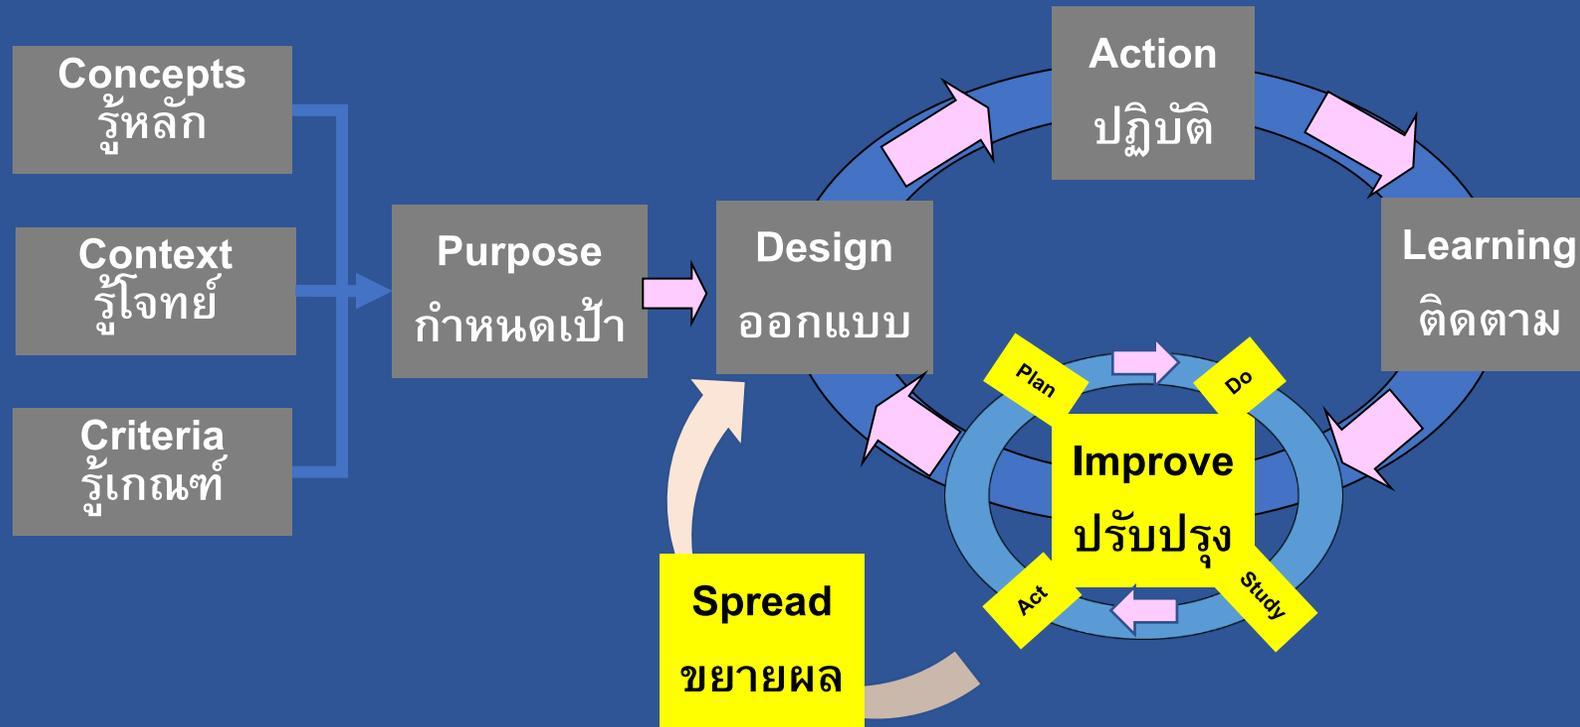 Concepts
รู้หลัก
Context
รู้โจทย์
Criteria
รู้เกณฑ์
Purpose
กำหนดเป้า
Design
ออกแบบ
Action
ปฏิบัติ
Learning
ติดตาม
Plan
Do
Improve
ปรับปรุง
Act
Study
Spread
ขยายผล